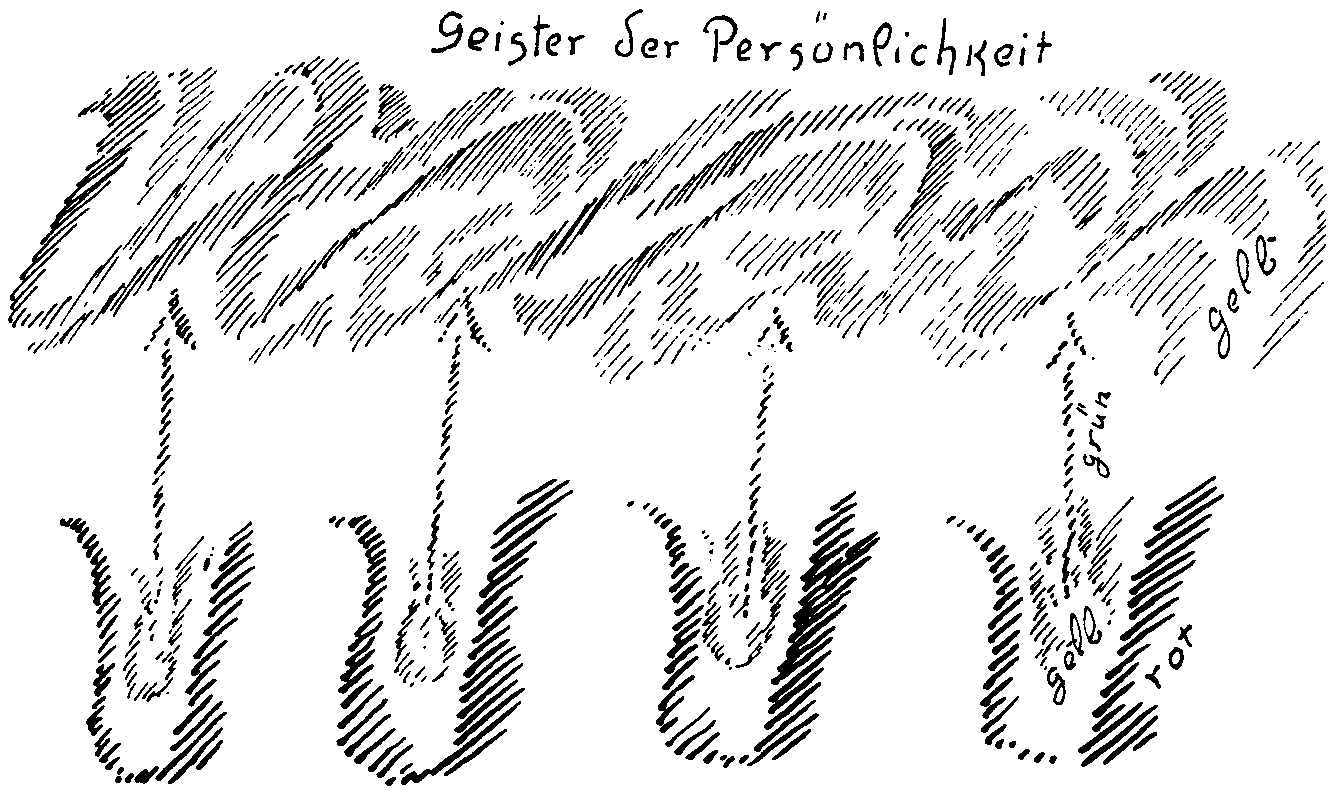 Geister der Persönlichkeit
gelb
grün
gelb
rot